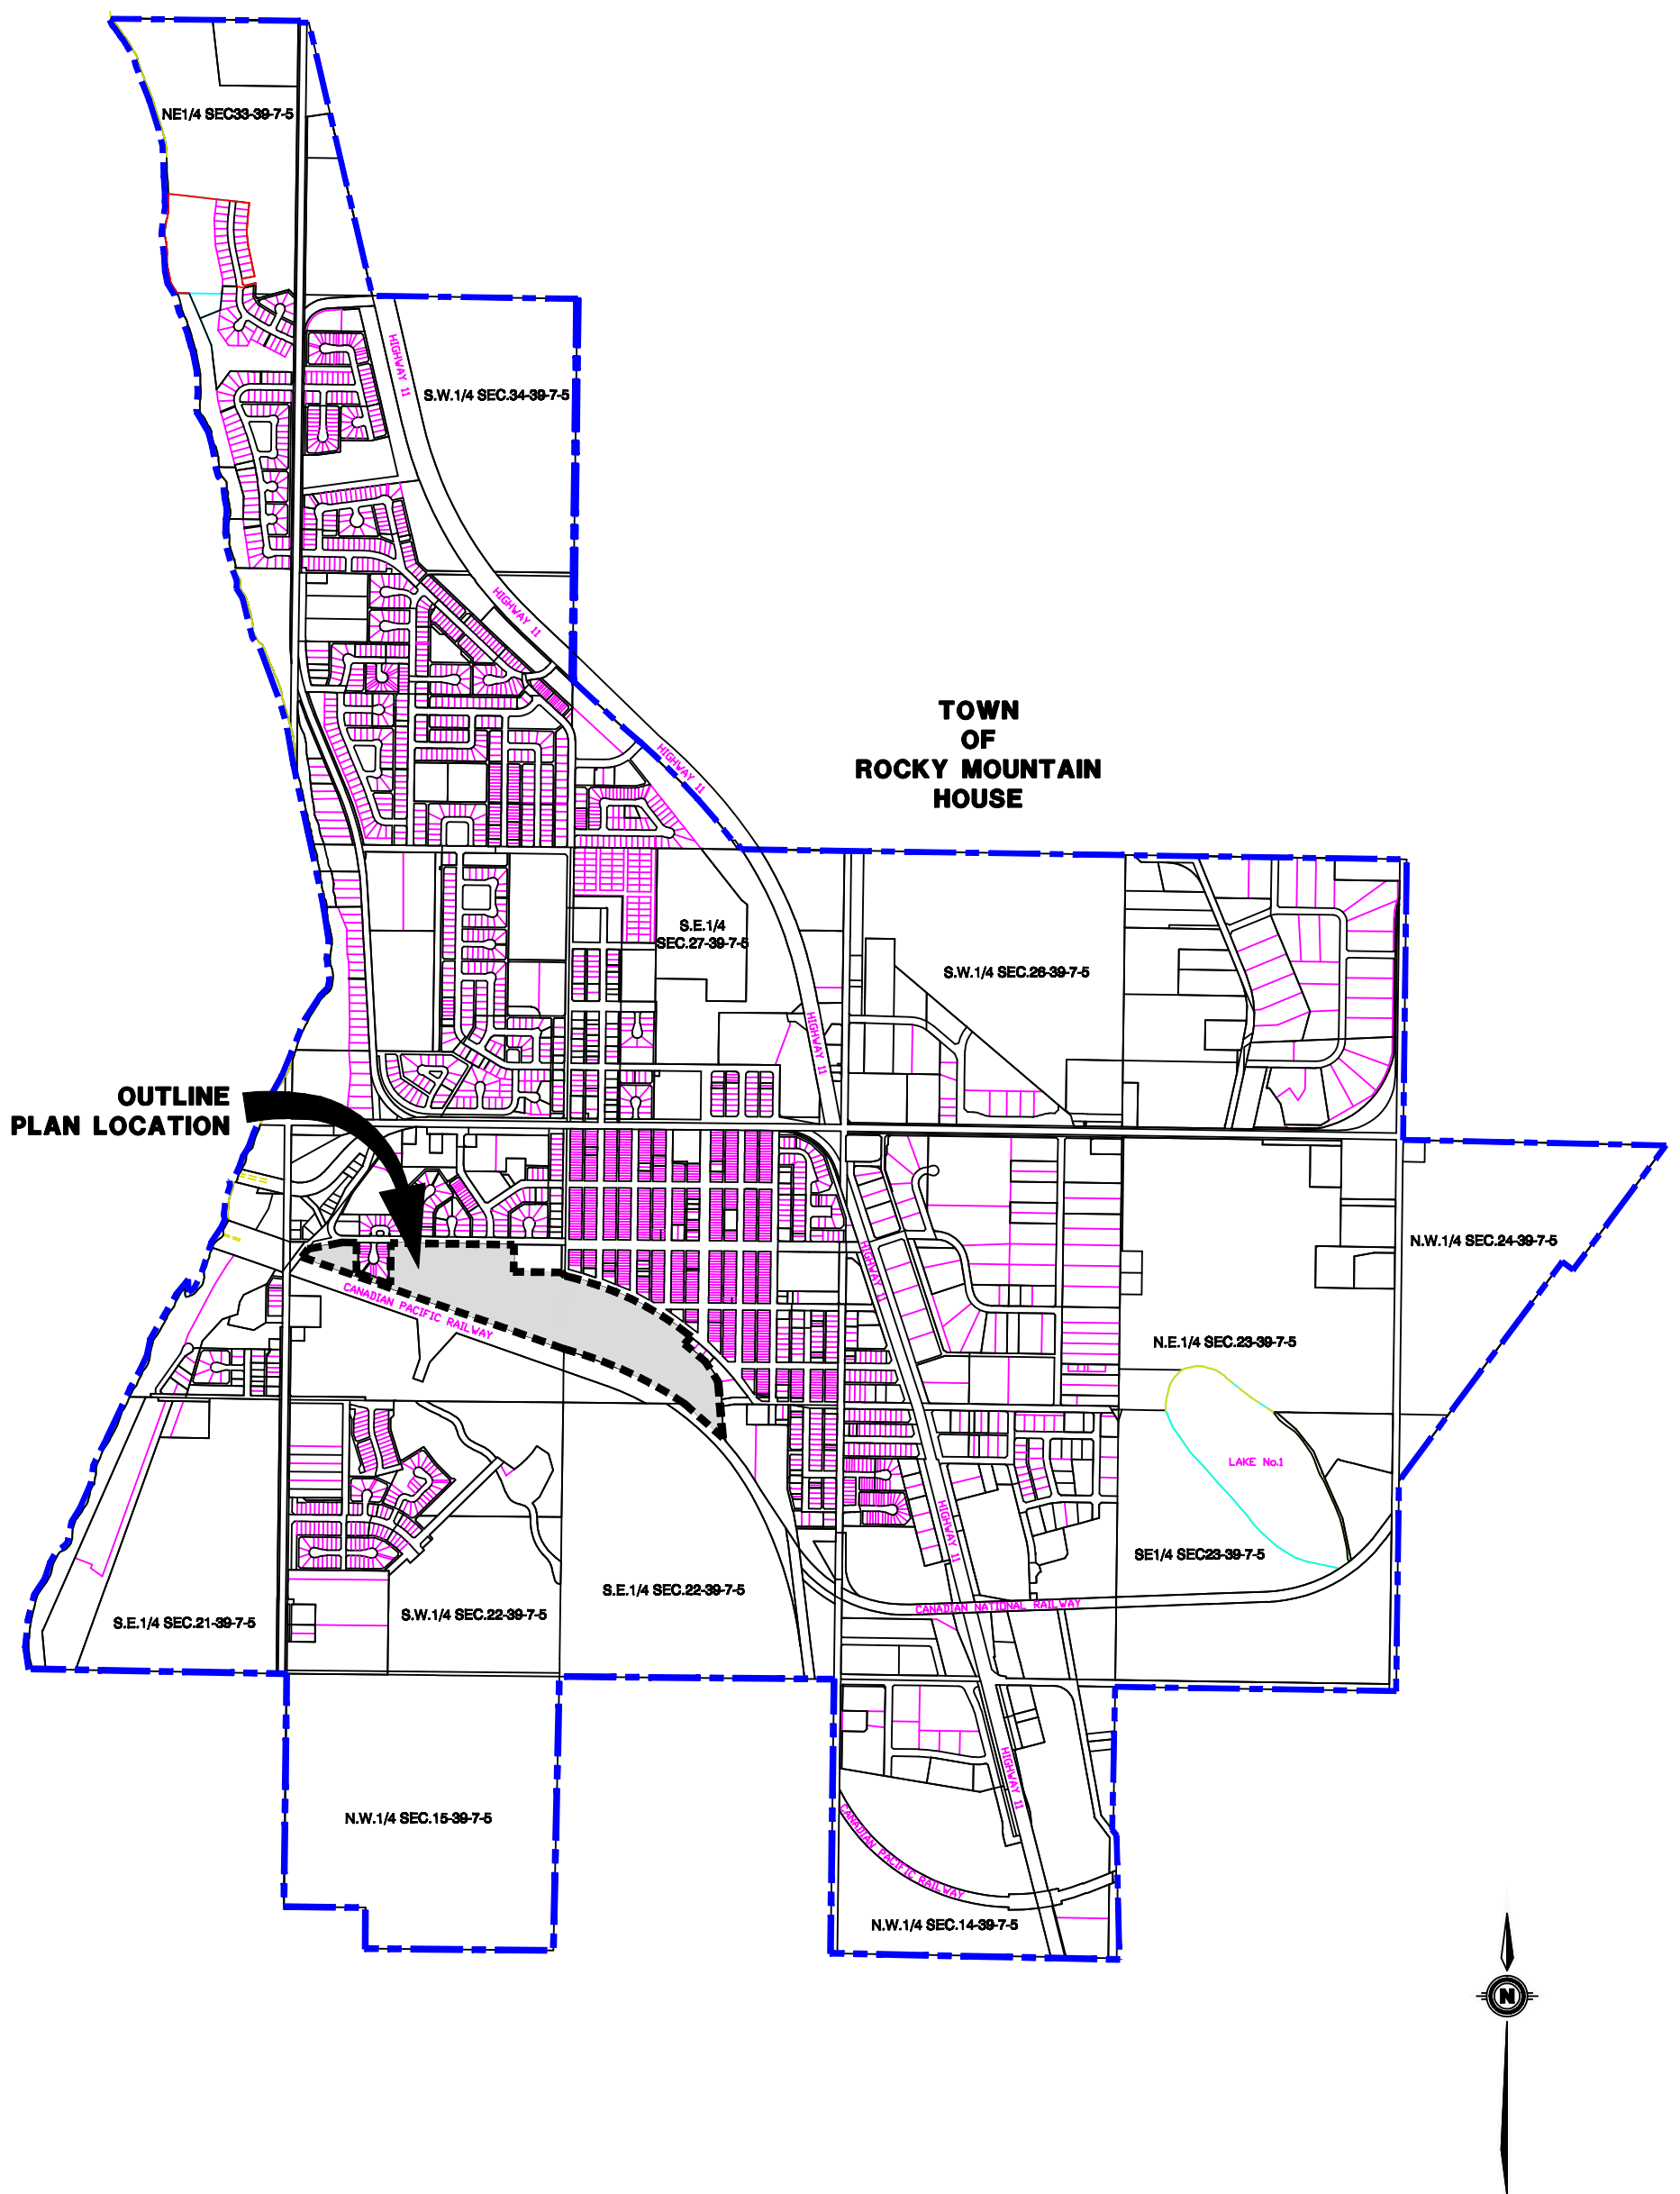 NE1/4 SEC33-39-7-5
HIGHWAY 11
S.W.1/4 SEC.34-39-7-5
HIGHWAY 11
TOWN
OF
ROCKY MOUNTAIN
HOUSE
HIGHWAY 11
S.E.1/4
SEC.27-39-7-5
S.W.1/4 SEC.26-39-7-5
HIGHWAY 11
OUTLINE
PLAN LOCATION
N.W.1/4 SEC.24-39-7-5
HIGHWAY 11
CANADIAN PACIFIC RAILWAY
N.E.1/4 SEC.23-39-7-5
LAKE No.1
HIGHWAY 11
SE1/4 SEC23-39-7-5
S.E.1/4 SEC.22-39-7-5
CANADIAN NATIONAL RAILWAY
S.W.1/4 SEC.22-39-7-5
S.E.1/4 SEC.21-39-7-5
HIGHWAY 11
N.W.1/4 SEC.15-39-7-5
CANADIAN PACIFIC RAILWAY
N.W.1/4 SEC.14-39-7-5
N